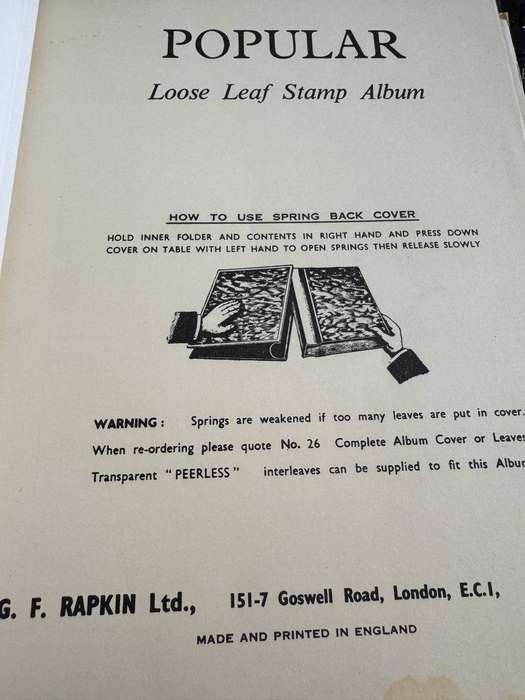 POPULAR
Loose Leaf Stamp Album
HOW TO USE SPRING BACK COVER
HOLD INNER FOLDER AND CONTENTS IN RIGHT HAND AND PRESS DOWN
COVER ON TABLE WITH LEFT HAND TO OPEN SPRINGS THEN RELEASE SLOWLY
WARNING : Springs are weakened if too many leaves are put in cover.
When re-ordering please quote No. 26 Complete Album Cover or Leaves
Transparent "PEERLESS" interleaves can be supplied to fit this Albu
G. F. RAPKIN Ltd., 151-7 Goswell Road, London, E.C.I,
MADE AND PRINTED IN ENGLAND